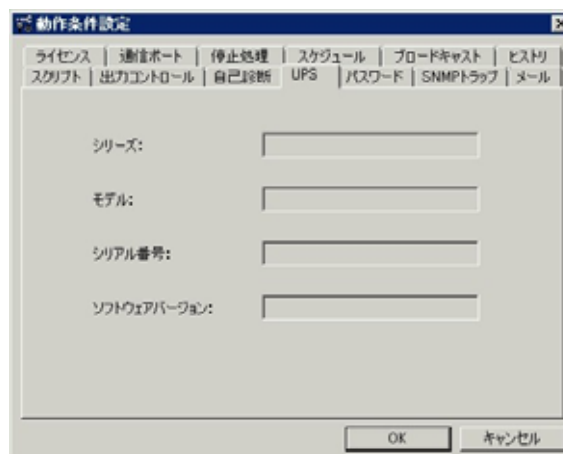 動作条件設定
ライセンス 通信ポート 停止処理 スケジュール ブロードキャスト ヒストリ
スクリプト 出力コントロール 自己診断 UPS パスワード SNMPトラップ メール
シリーズ:
モデル:
シリアル番号:
ソフトウェアバージョン:
OK キャンセル